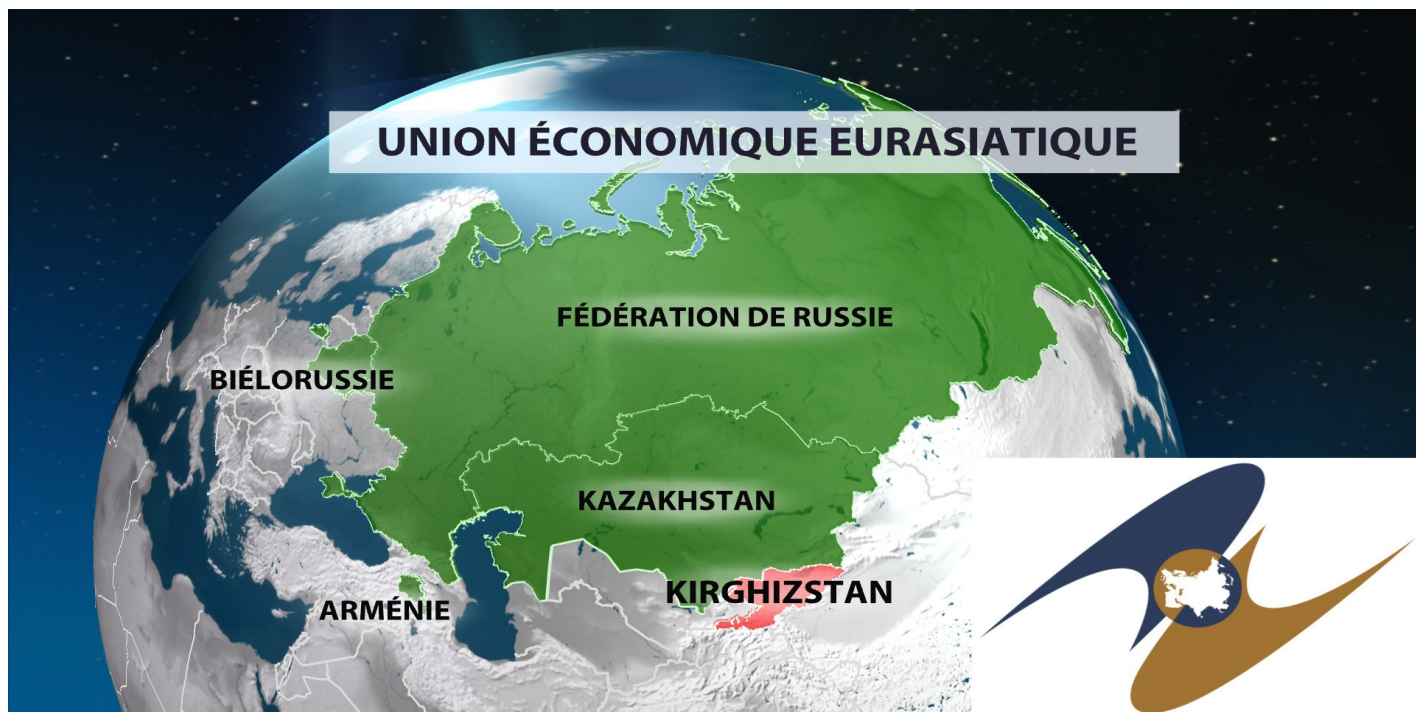 UNION ÉCONOMIQUE EURASIATIQUE
FÉDÉRATION DE RUSSIE
BIÉLORUSSIE
KAZAKHSTAN
KIRGHIZSTAN
ARMÉNIE